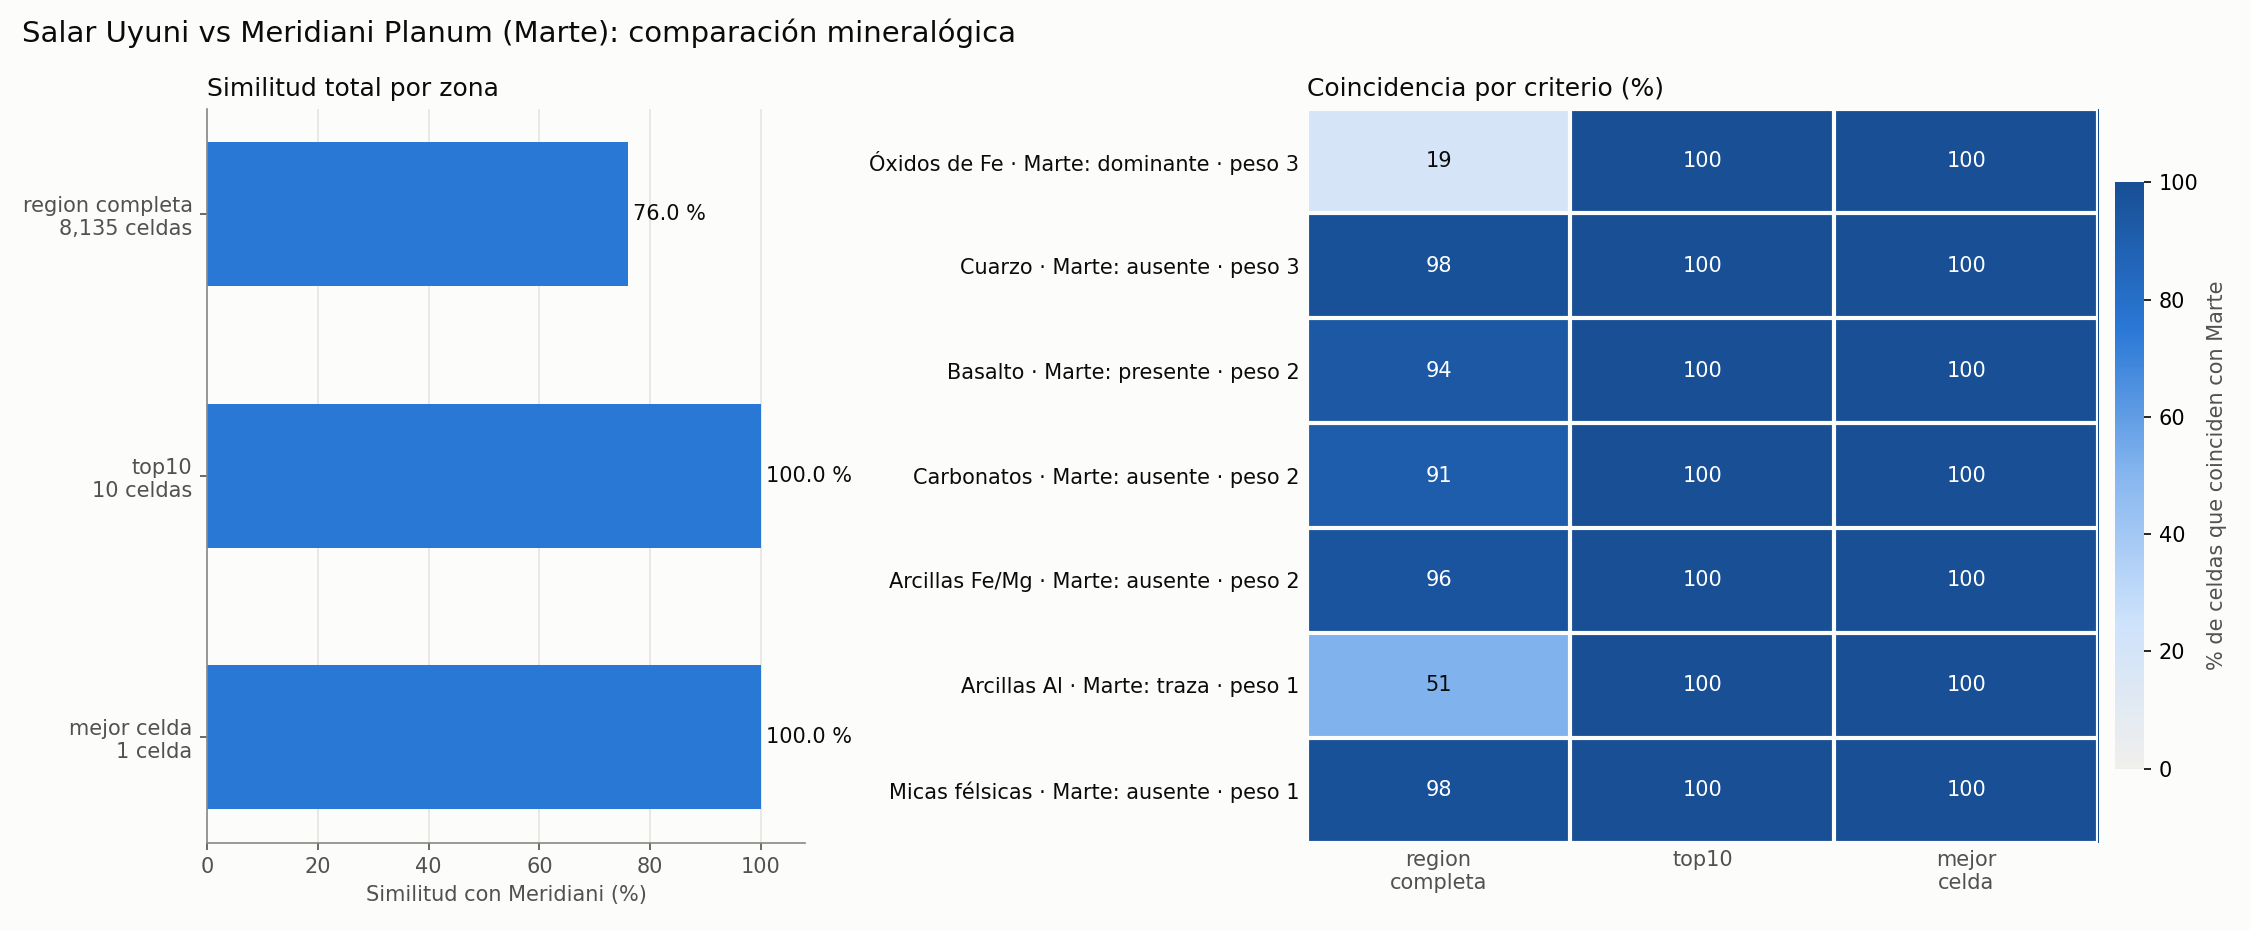 Salar Uyuni vs Meridiani Planum (Marte): comparación mineralógica
Similitud total por zona
region completa
8,135 celdas
76.0 %
top10
10 celdas
100.0 %
mejor celda
1 celda
100.0 %
0 20 40 60 80 100
Similitud con Meridiani (%)
Coincidencia por criterio (%)
Óxidos de Fe · Marte: dominante · peso 3 19 100 100
Cuarzo · Marte: ausente · peso 3 98 100 100
Basalto · Marte: presente · peso 2 94 100 100
Carbonatos · Marte: ausente · peso 2 91 100 100
Arcillas Fe/Mg · Marte: ausente · peso 2 96 100 100
Arcillas Al · Marte: traza · peso 1 51 100 100
Micas félsicas · Marte: ausente · peso 1 98 100 100
region
completa
top10
mejor
celda
100
80
60
40
20
0
% de celdas que coinciden con Marte